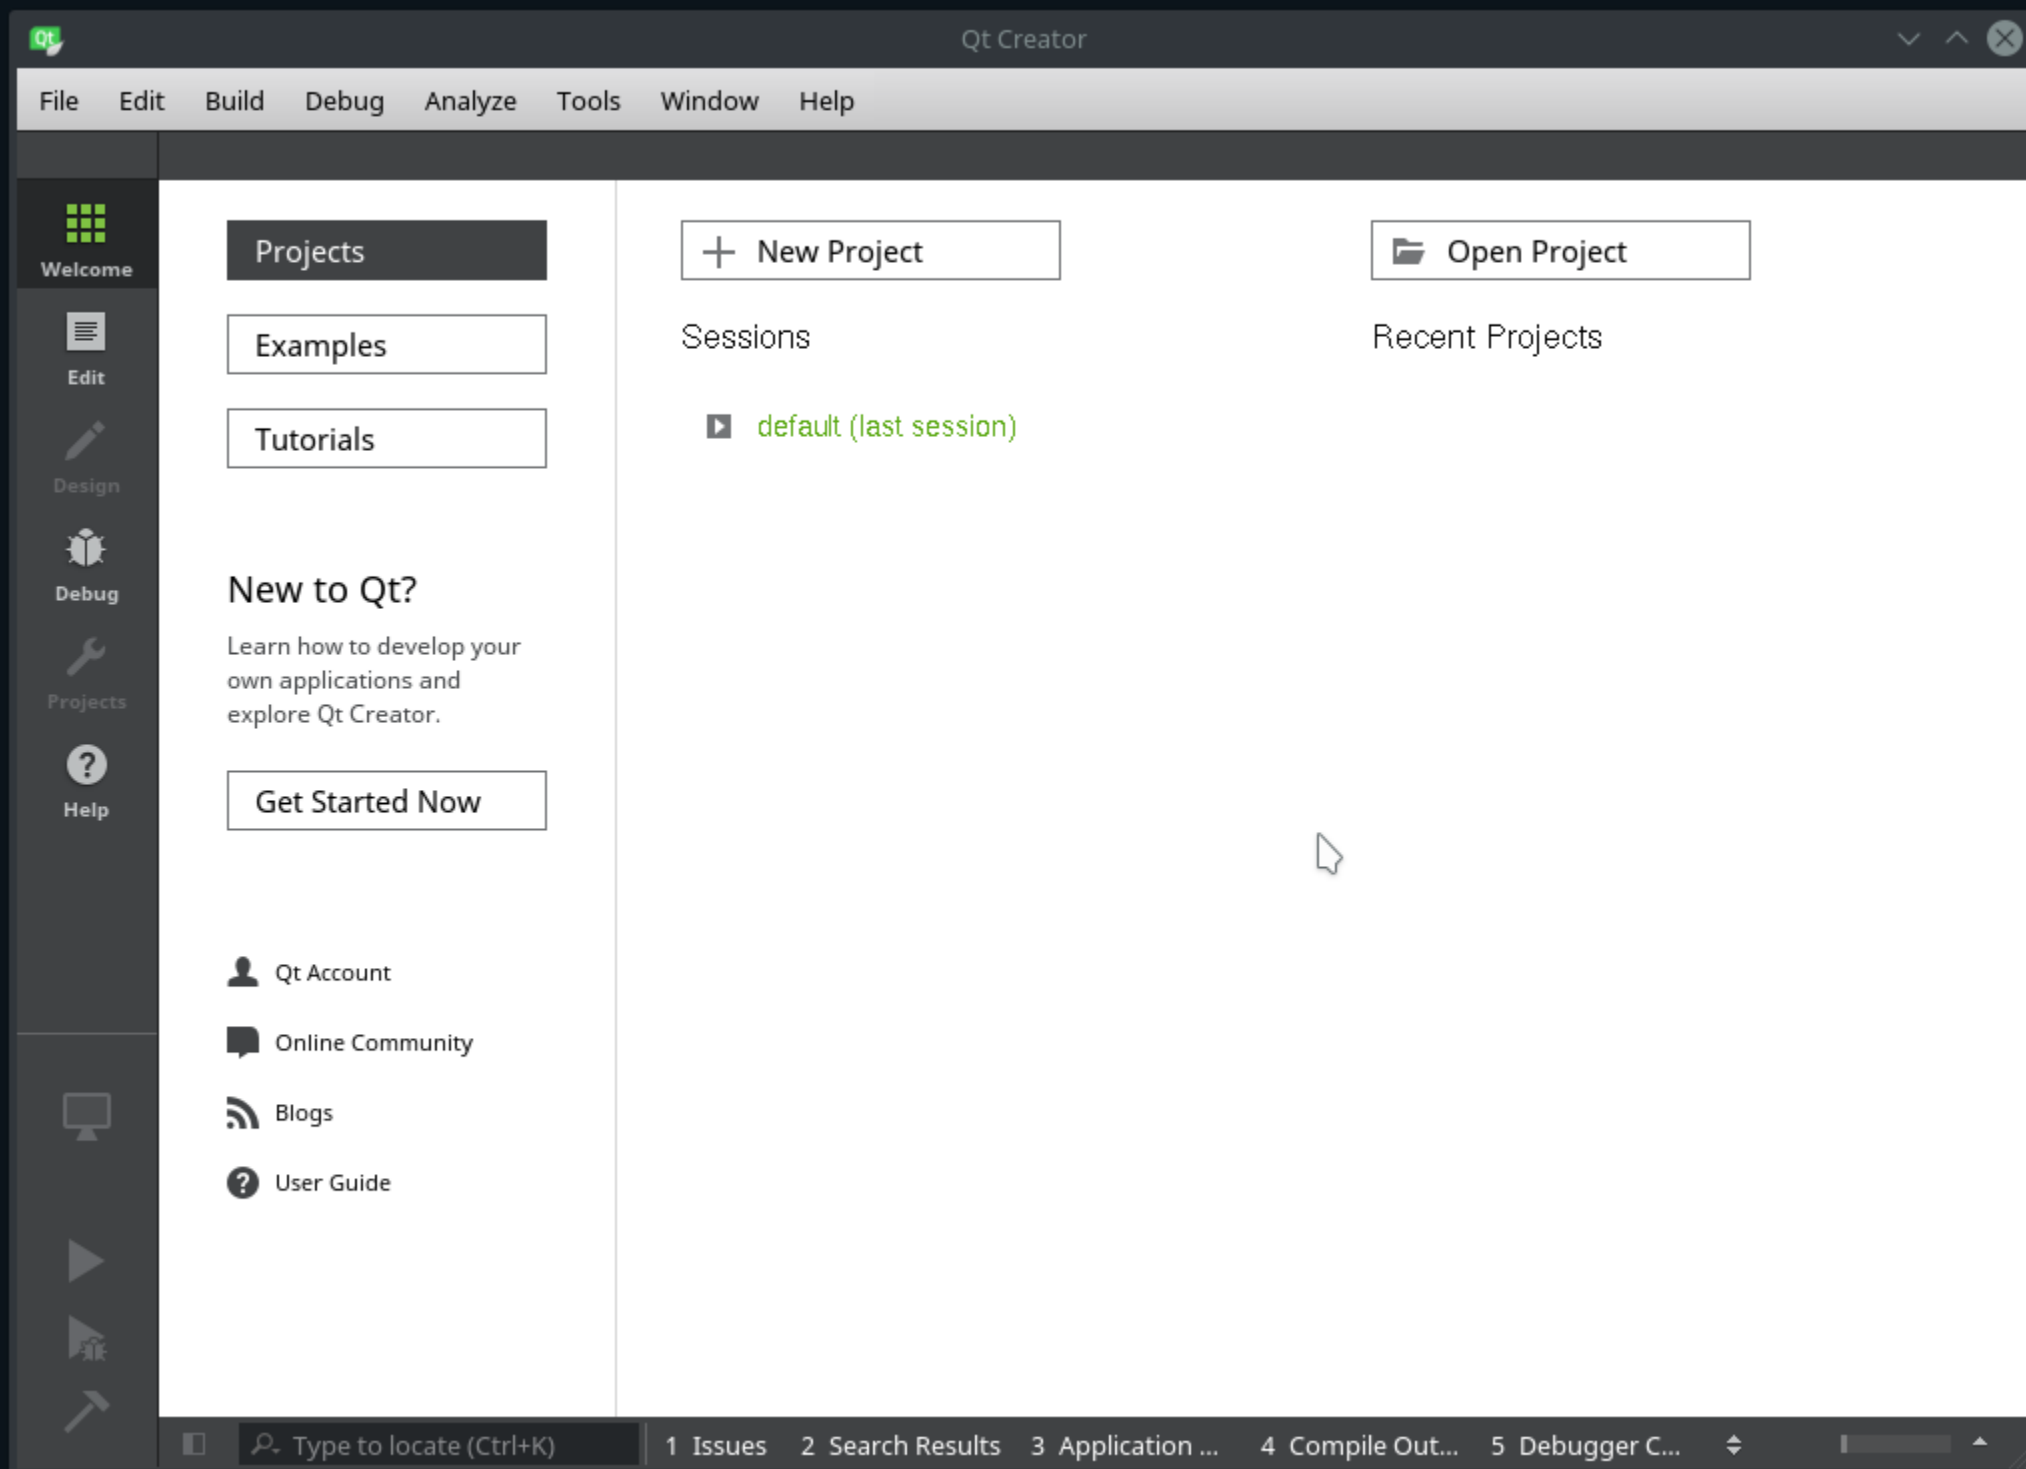 Qt
Qt Creator
File Edit Build Debug Analyze Tools Window Help
Welcome
Edit
Design
Debug
Projects
Help
Projects
Examples
Tutorials
New to Qt?
Learn how to develop your
own applications and
explore Qt Creator.
Get Started Now
Qt Account
Online Community
Blogs
User Guide
New Project
Sessions
default (last session)
Open Project
Recent Projects
Type to locate (Ctrl+K) 1 Issues 2 Search Results 3 Application ... 4 Compile Out... 5 Debugger C...